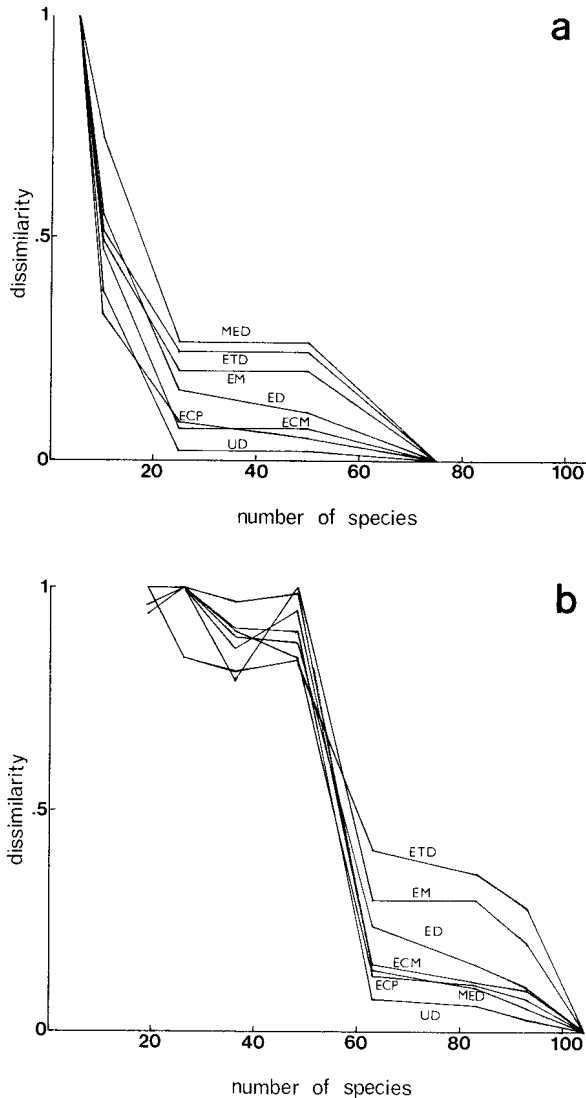 a
1
.5
0
dissimilarity
MED
ETD
EM
ED
ECP
ECM
UD
20
40
60
80
100
number of species
b
1
.5
0
dissimilarity
ETD
EM
ED
ECM
ECP
MED
UD
20
40
60
80
100
number of species